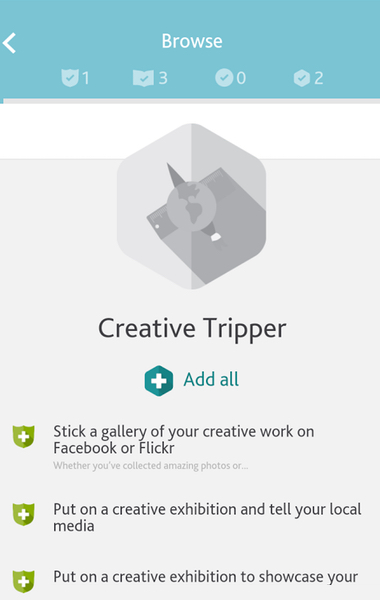 Browse
1 3 0 2
Creative Tripper
Add all
Stick a gallery of your creative work on
Facebook or Flickr
Whether you've collected amazing photos or...
Put on a creative exhibition and tell your local
media
Put on a creative exhibition to showcase your